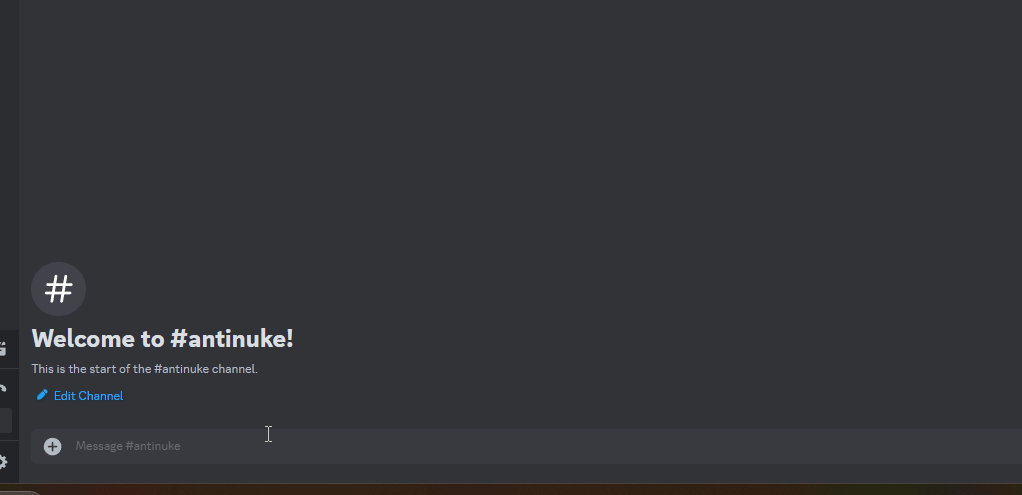 #
Welcome to #antinuke!
This is the start of the #antinuke channel.
Edit Channel
Message #antinuke